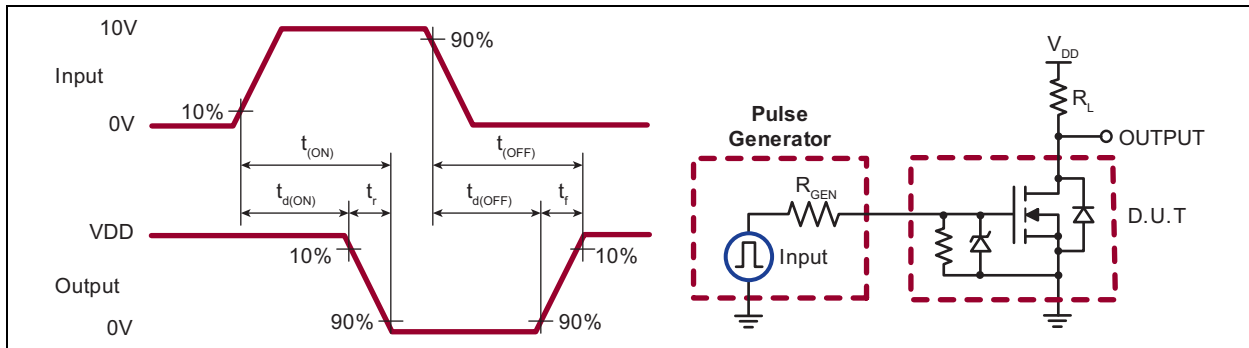 10V
Input
0V
10%
90%
t(ON)
t(OFF)
td(ON)
tr
td(OFF)
tf
VDD
Output
0V
10%
90%
90%
10%
Pulse
Generator
RGEN
Input
VDD
RL
OUTPUT
D.U.T